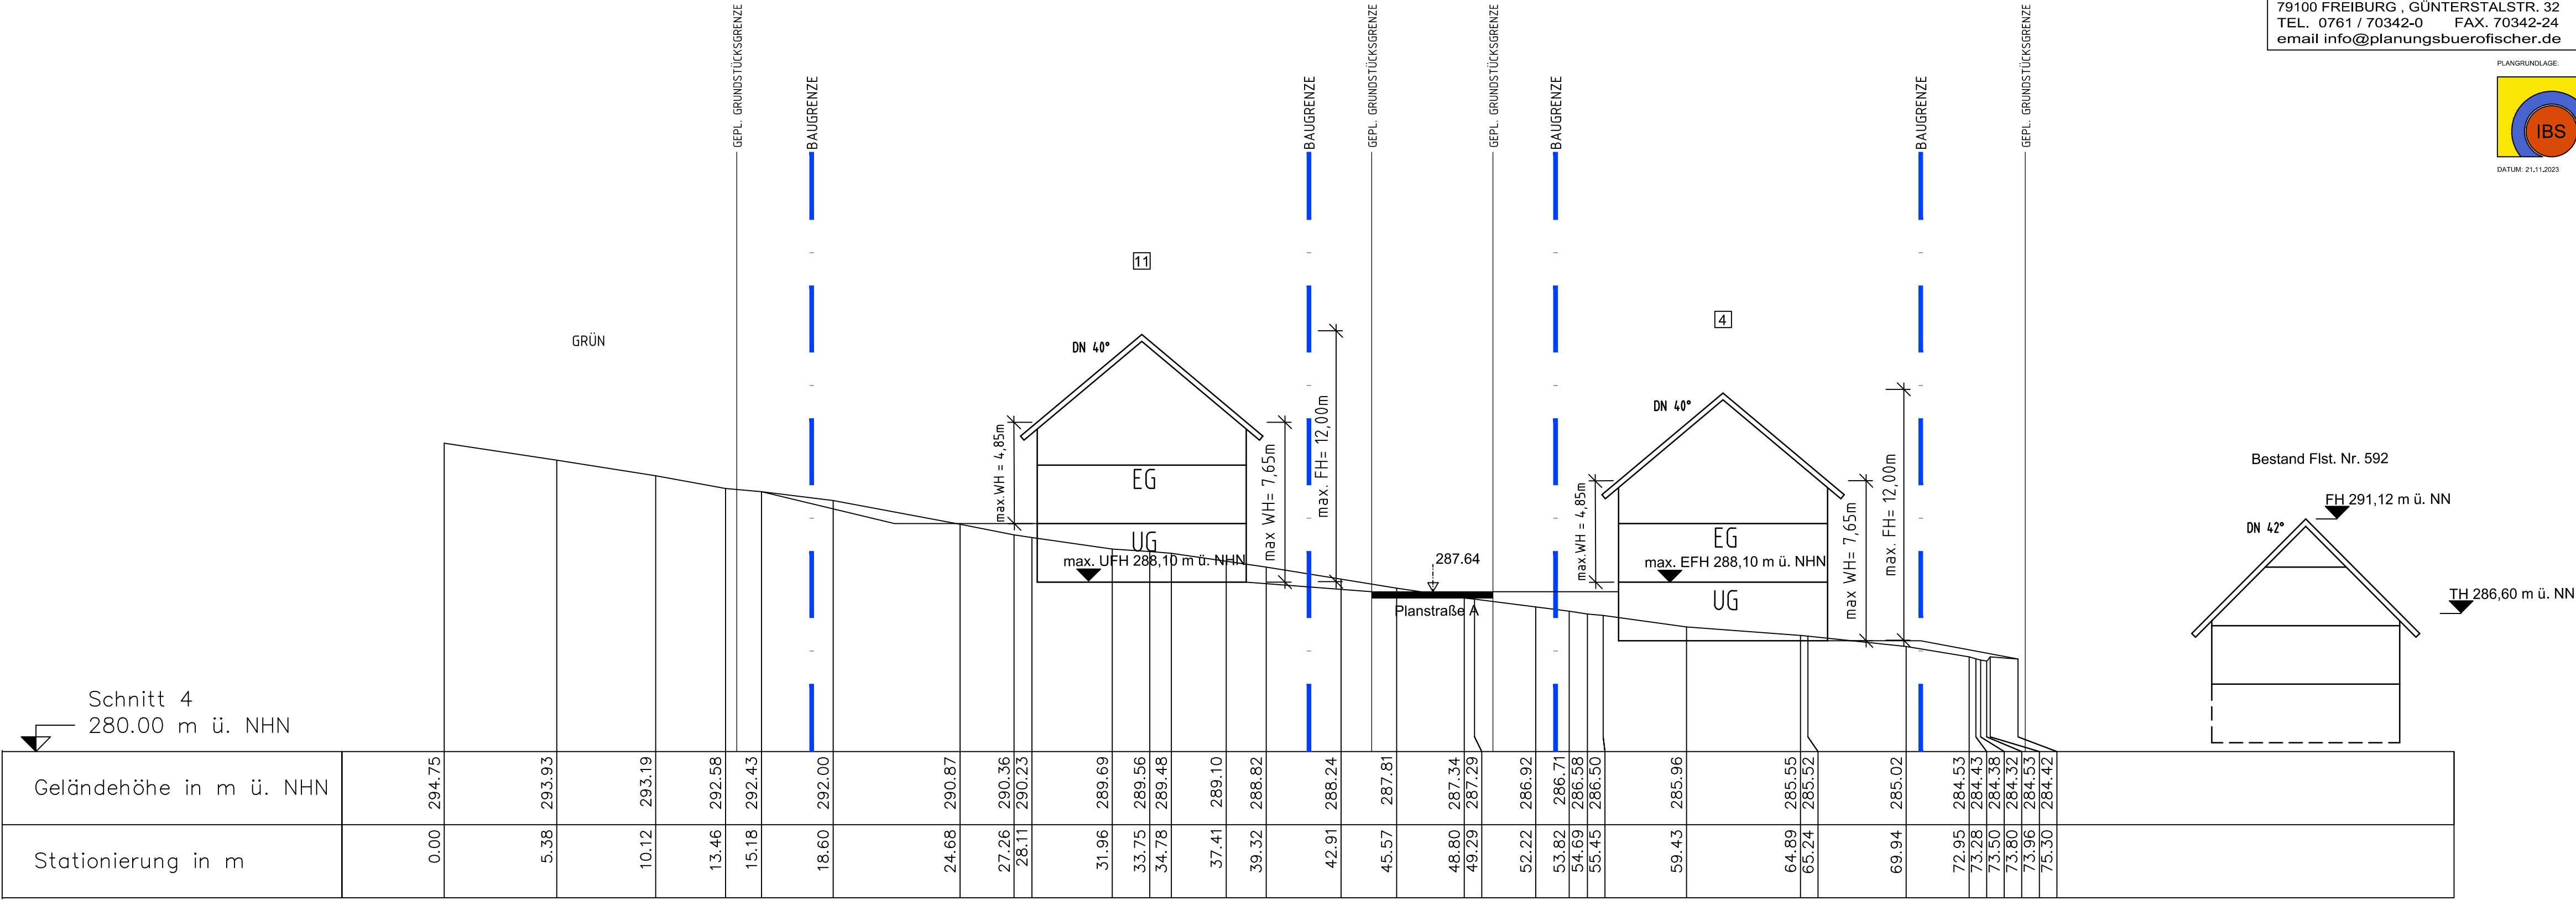 79100 FREIBURG , GÜNTERSTALSTR. 32
TEL. 0761 / 70342-0 FAX. 70342-24
email info@planungsbuerofischer.de
PLANGRUNDLAGE:
IBS
DATUM: 21.11.2023
GEPL. GRUNDSTÜCKSGRENZE
BAUGRENZE
BAUGRENZE
GEPL. GRUNDSTÜCKSGRENZE
GEPL. GRUNDSTÜCKSGRENZE
BAUGRENZE
BAUGRENZE
GEPL. GRUNDSTÜCKSGRENZE
GRÜN
11
DN 40°
max.WH = 4,85m
EG
UG
max. UFH 288,10 m ü. NHN
max WH= 7,65m
max. FH= 12,00m
287.64
Planstraße A
4
DN 40°
max.WH = 4,85m
EG
max. EFH 288,10 m ü. NHN
UG
max WH= 7,65m
max. FH= 12,00m
Bestand Flst. Nr. 592
FH 291,12 m ü. NN
DN 42°
TH 286,60 m ü. NN
Schnitt 4
280.00 m ü. NHN
Geländehöhe in m ü. NHN 294.75 293.93 293.19 292.58 292.43 292.00 290.87 290.36 290.23 289.69 289.56 289.48 289.10 288.82 288.24 287.81 287.34 287.29 286.92 286.71 286.58 286.50 285.96 285.55 285.52 285.02 284.53 284.43 284.38 284.32 284.53 284.42
Stationierung in m 0.00 5.38 10.12 13.46 15.18 18.60 24.68 27.26 28.11 31.96 33.75 34.78 37.41 39.32 42.91 45.57 48.80 49.29 52.22 53.82 54.69 55.45 59.43 64.89 65.24 69.94 72.95 73.28 73.50 73.80 73.96 75.30